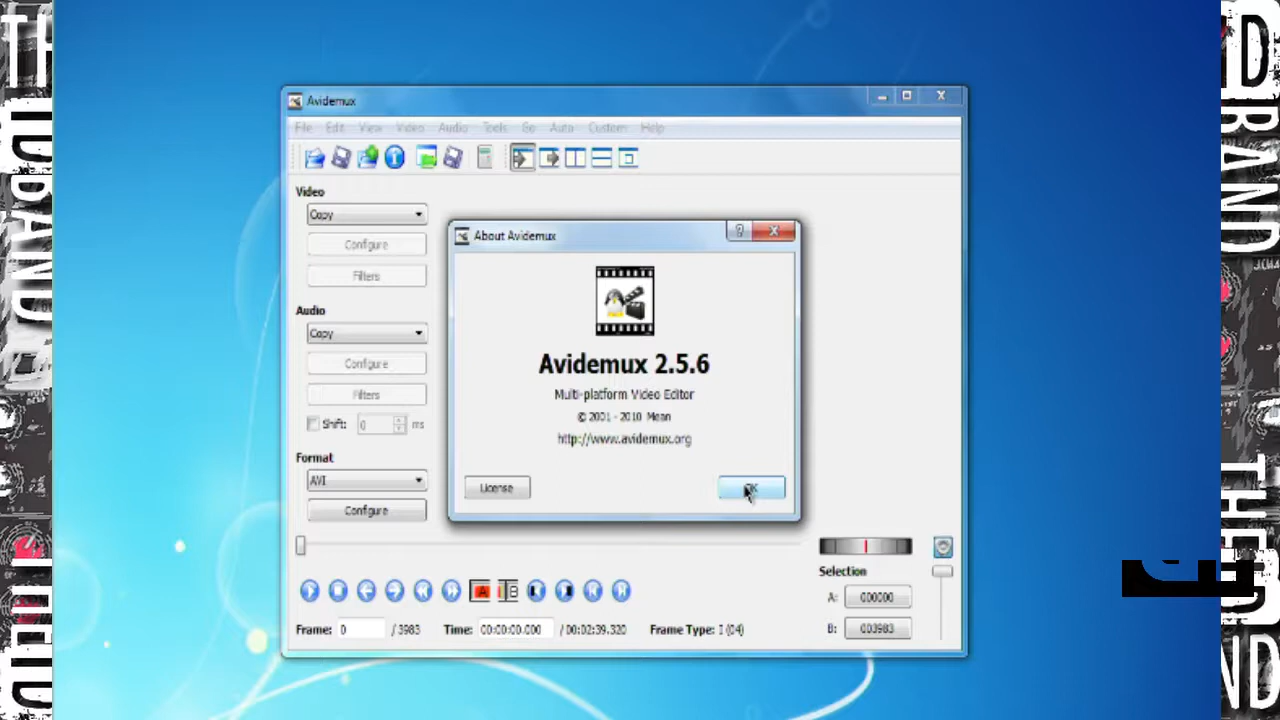 Avidemux
File Edit View Video Audio Tools Go Auto Custom Help
Video
Copy
Configure
Filters
Audio
Copy
Configure
Filters
Shift: 0 ms
Format
AVI
Configure
About Avidemux
Avidemux 2.5.6
Multi-platform Video Editor
© 2001 - 2010 Mean
http://www.avidemux.org
License
OK
Selection
A: 000000
B: 003983
A B
Frame: 0 / 3983 Time: 00:00:00.000 / 00:02:39.320 Frame Type: I (04)